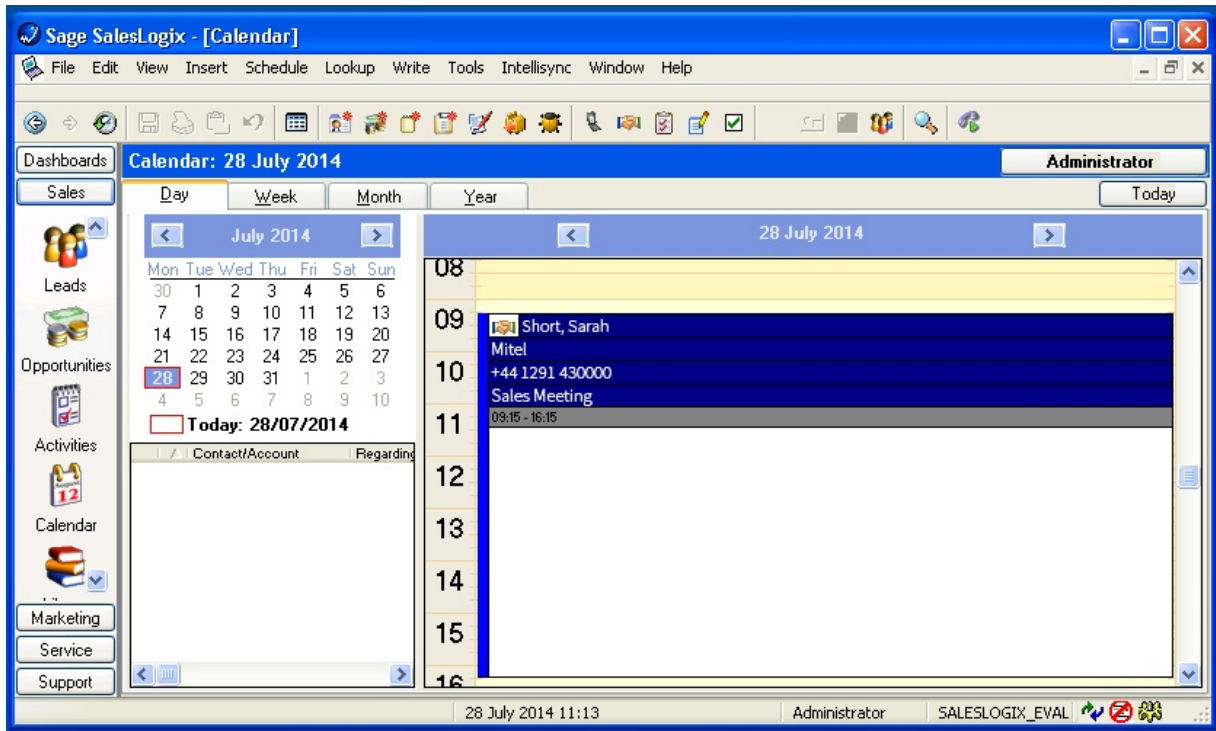 Sage SalesLogix - [Calendar]
File Edit View Insert Schedule Lookup Write Tools Intellisync Window Help
Dashboards
Calendar: 28 July 2014
Administrator
Sales
Day Week Month Year
Today
Leads
Opportunities
Activities
August
12
Calendar
Marketing
Service
Support
July 2014
Mon Tue Wed Thu Fri Sat Sun
30 1 2 3 4 5 6
7 8 9 10 11 12 13
14 15 16 17 18 19 20
21 22 23 24 25 26 27
28 29 30 31 1 2 3
4 5 6 7 8 9 10
Today: 28/07/2014
Contact/Account Regarding
28 July 2014
08
09
Short, Sarah
Mitel
10
+44 1291 430000
Sales Meeting
11
09:15 - 16:15
12
13
14
15
16
28 July 2014 11:13 Administrator SALESLOGIX_EVAL